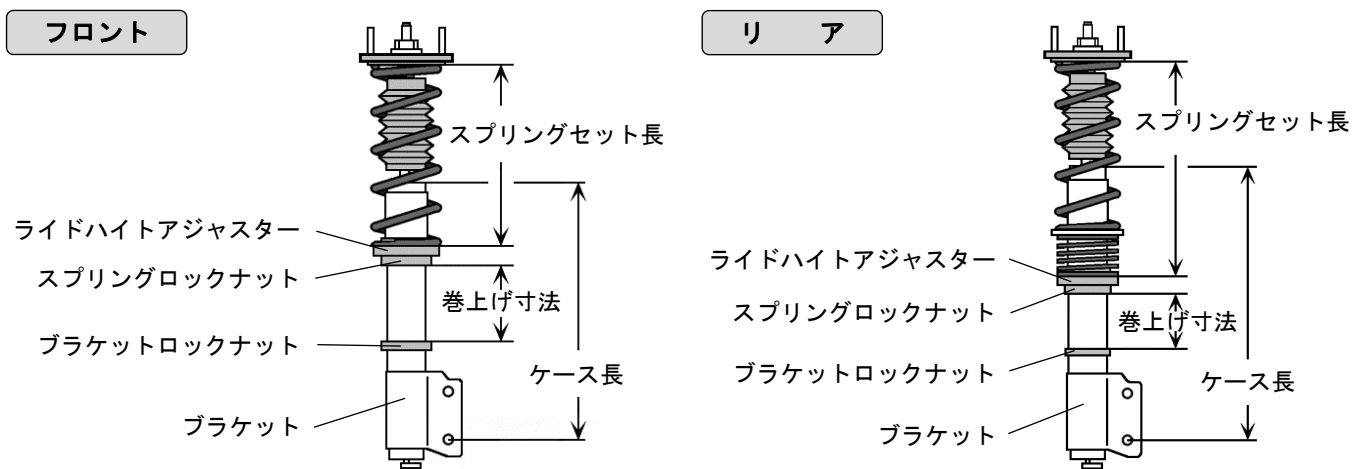 フロント
スプリングセット長
ライドハイトアジャスター
スプリングロックナット
巻上げ寸法
ブラケットロックナット
ケース長
ブラケット
リ ア
スプリングセット長
ライドハイトアジャスター
スプリングロックナット
巻上げ寸法
ブラケットロックナット
ケース長
ブラケット